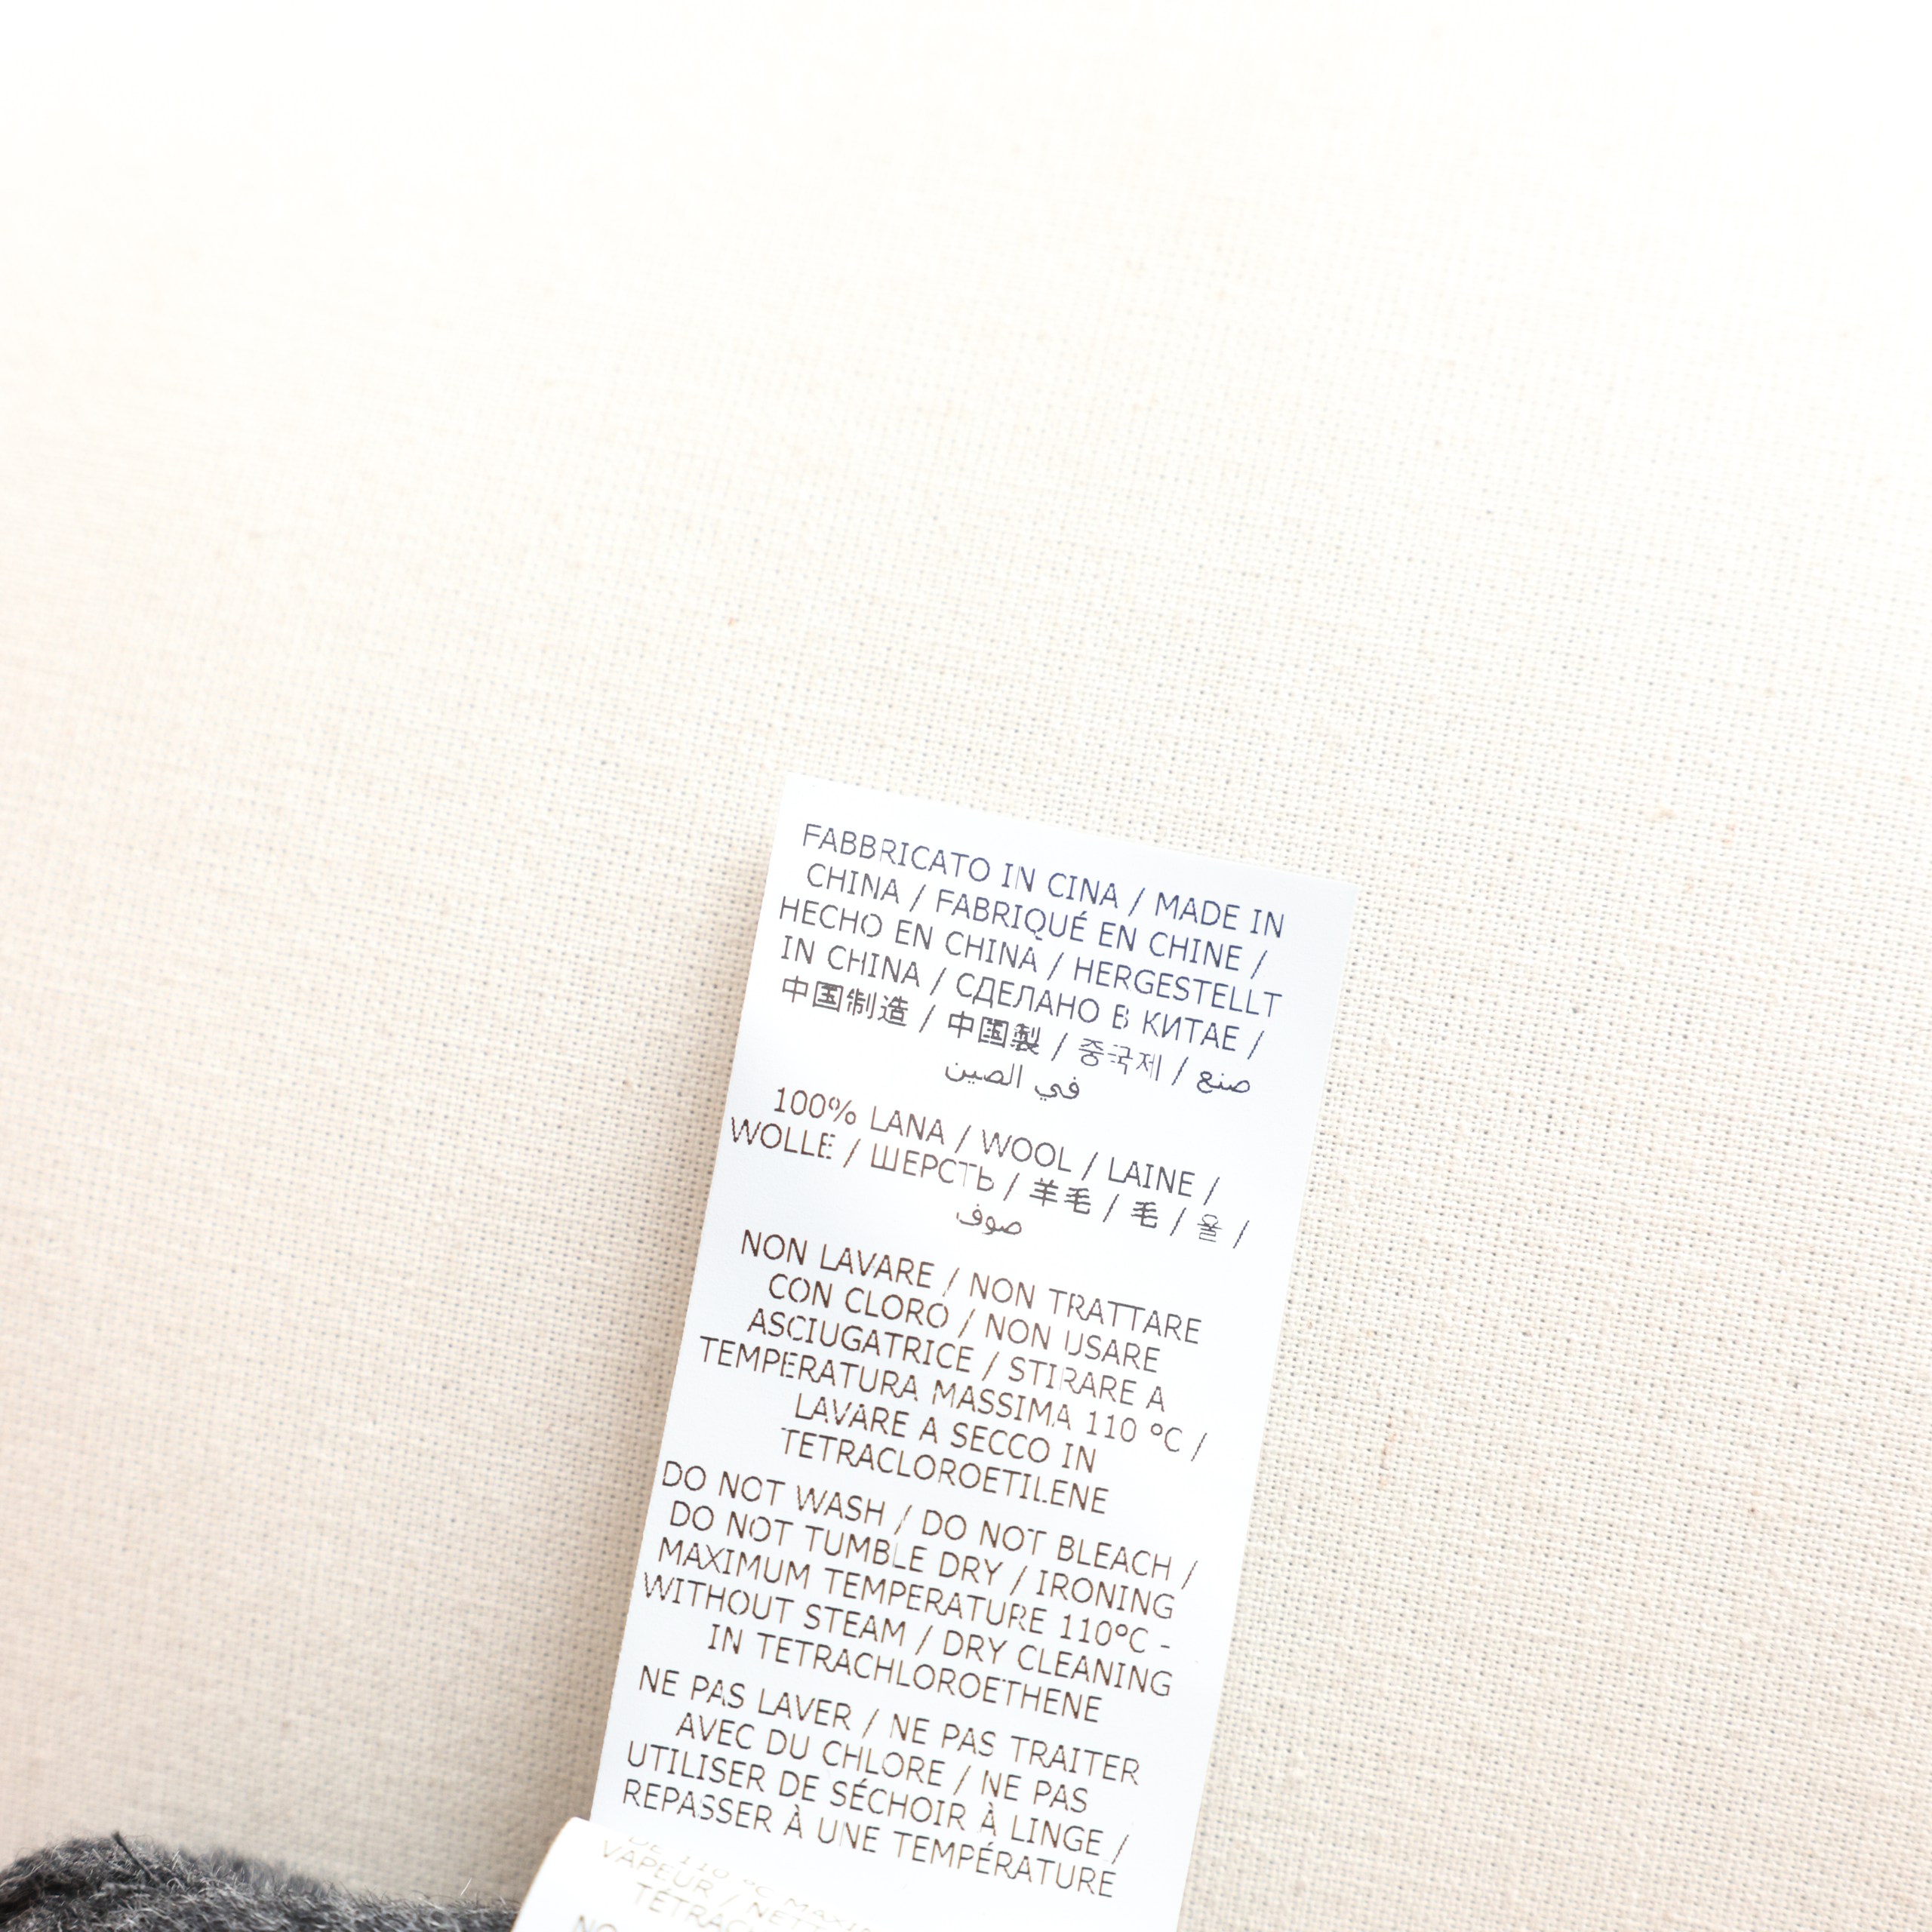 FABBRICATO IN CINA / MADE IN
CHINA / FABRIQUÉ EN CHINE /
HECHO EN CHINA / HERGESTELLT
IN CHINA / СДЕЛАНО В КИТАЕ /
中国制造 / 中国製 / 중국제 / صنع
في الصين
100% LANA / WOOL / LAINE /
WOLLE / ШЕРСТЬ / 羊毛 / 毛 / 울 /
صوف
NON LAVARE / NON TRATTARE
CON CLORO / NON USARE
ASCIUGATRICE / STIRARE A
TEMPERATURA MASSIMA 110 °C /
LAVARE A SECCO IN
TETRACLOROETILENE
DO NOT WASH / DO NOT BLEACH /
DO NOT TUMBLE DRY / IRONING
MAXIMUM TEMPERATURE 110°C -
WITHOUT STEAM / DRY CLEANING
IN TETRACHLOROETHENE
NE PAS LAVER / NE PAS TRAITER
AVEC DU CHLORE / NE PAS
UTILISER DE SÉCHOIR À LINGE /
REPASSER À UNE TEMPÉRATURE
DE 110 °C
VAPEUR /